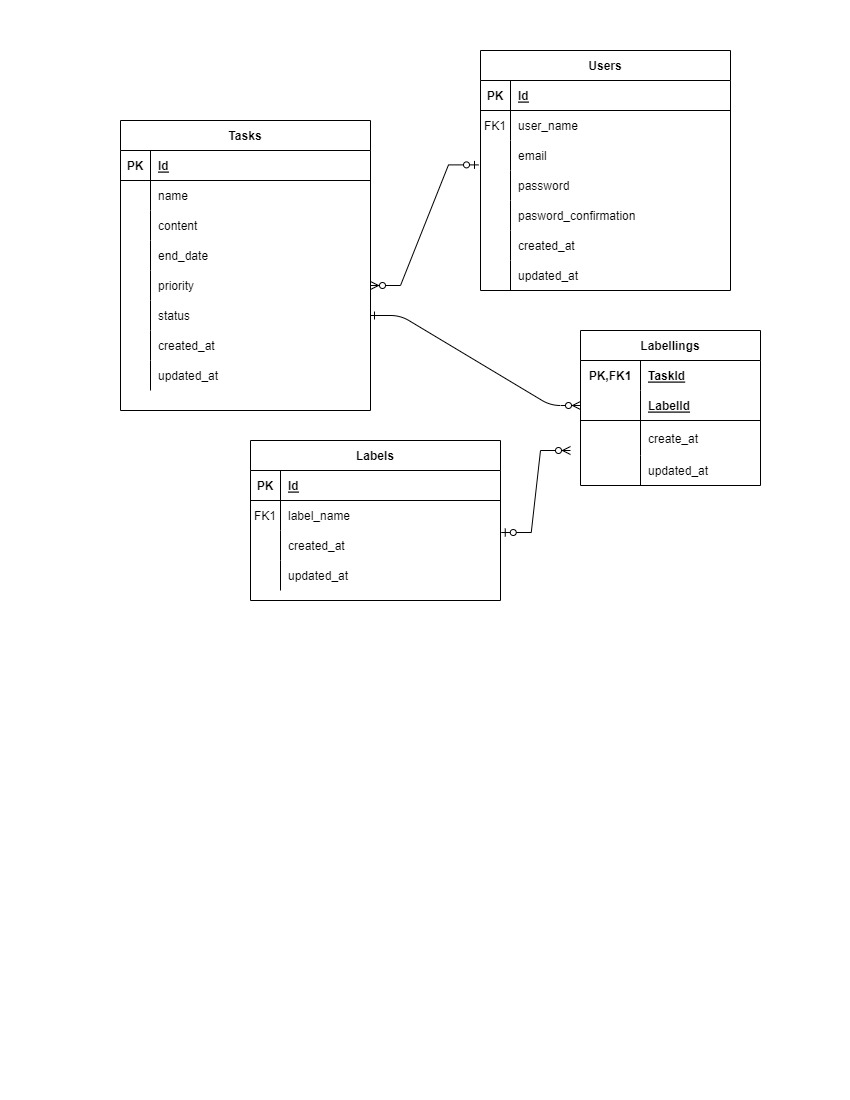 Users
PK Id
FK1 user_name
email
password
pasword_confirmation
created_at
updated_at
Tasks
PK Id
name
content
end_date
priority
status
created_at
updated_at
Labellings
PK,FK1 TaskId
LabelId
create_at
updated_at
Labels
PK Id
FK1 label_name
created_at
updated_at